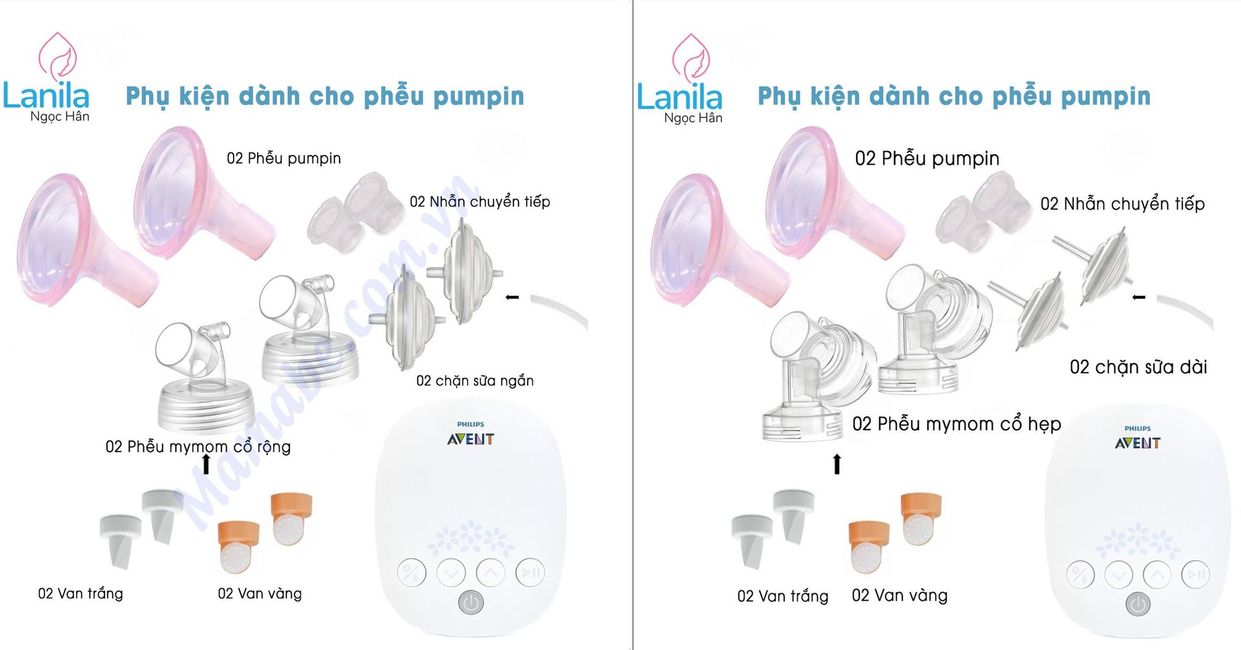 Lanila
Ngọc Hân
Phụ kiện dành cho phễu pumpin
02 Phễu pumpin
02 Nhẫn chuyển tiếp
02 chặn sữa ngắn
02 Phễu mymom cổ rộng
Mamabe.com.vn
PHILIPS
AVENT
02 Van trắng
02 Van vàng
Lanila
Ngọc Hân
Phụ kiện dành cho phễu pumpin
02 Phễu pumpin
02 Nhẫn chuyển tiếp
02 chặn sữa dài
02 Phễu mymom cổ hẹp
PHILIPS
AVENT
02 Van trắng
02 Van vàng